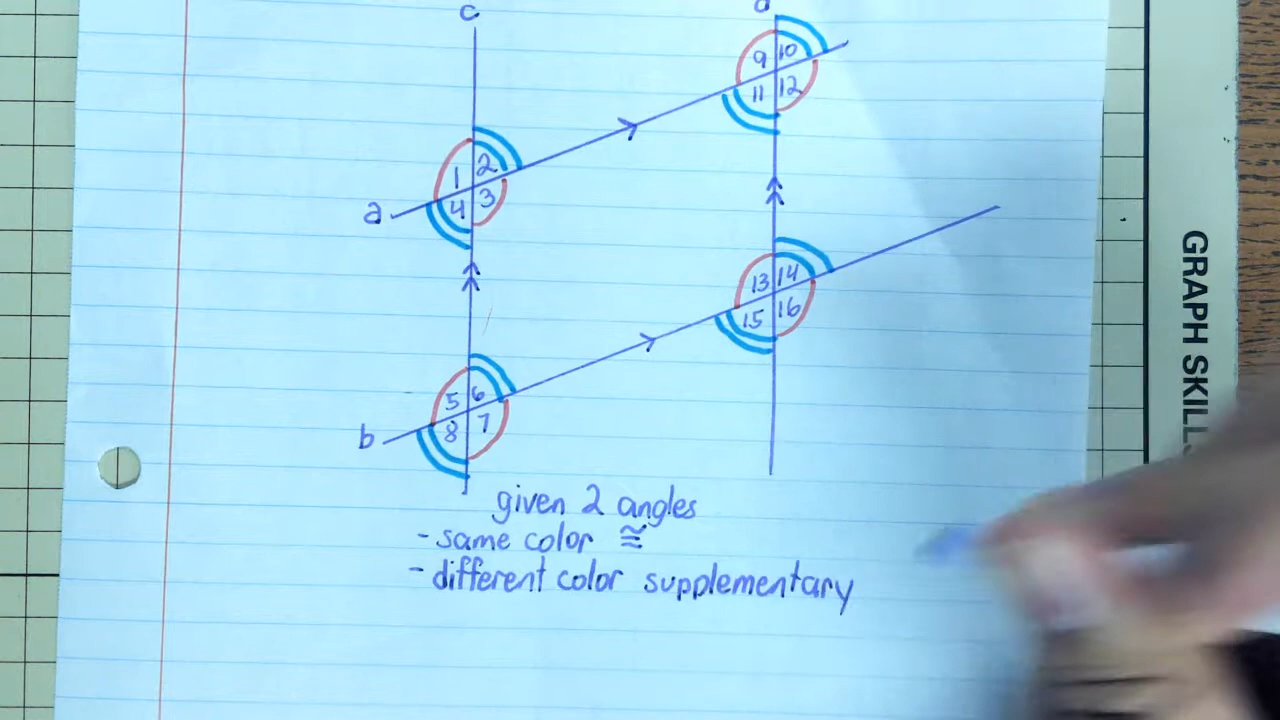 c
d
9 10
11 12
1 2
4 3
a
13 14
15 16
5 6
8 7
b
given 2 angles
- same color ≅
- different color supplementary
GRAPH SKILL